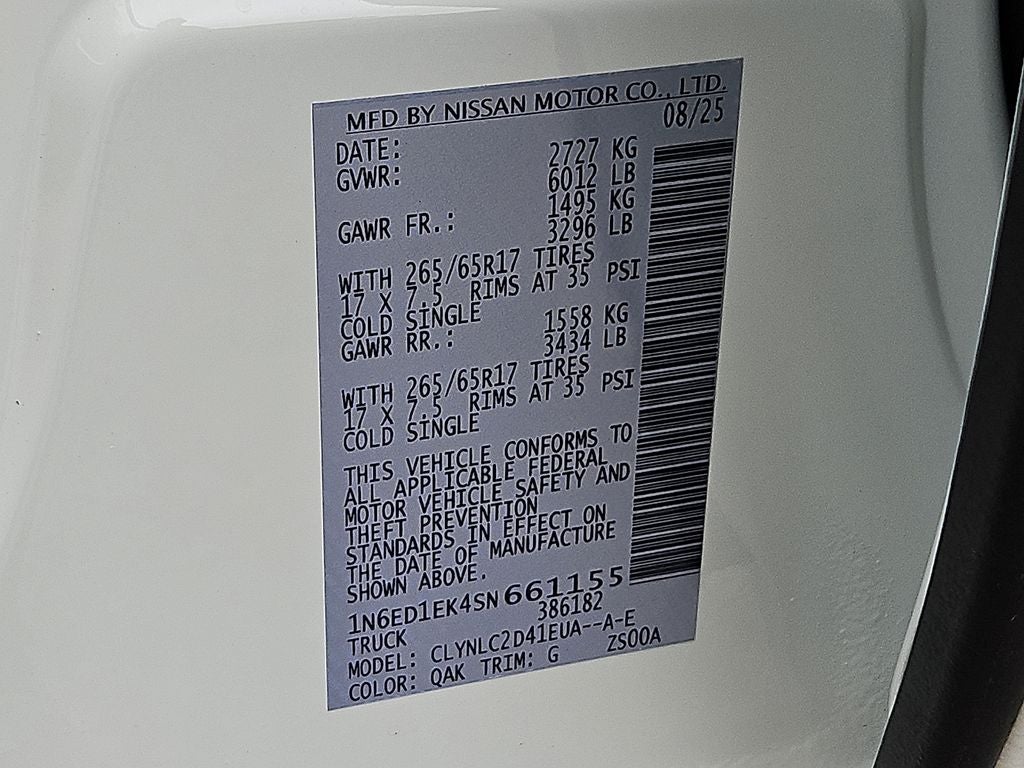 MFD BY NISSAN MOTOR CO., LTD.
DATE: 08/25
GVWR: 2727 KG
6012 LB
GAWR FR.: 1495 KG
3296 LB
WITH 265/65R17 TIRES
17 X 7.5 RIMS AT 35 PSI
COLD SINGLE
GAWR RR.: 1558 KG
3434 LB
WITH 265/65R17 TIRES
17 X 7.5 RIMS AT 35 PSI
COLD SINGLE
THIS VEHICLE CONFORMS TO
ALL APPLICABLE FEDERAL
MOTOR VEHICLE SAFETY AND
THEFT PREVENTION
STANDARDS IN EFFECT ON
THE DATE OF MANUFACTURE
SHOWN ABOVE.
1N6ED1EK4SN661155
TRUCK 386182
MODEL: CLYNLC2D41EUA--A-E
COLOR: QAK TRIM: G ZS00A